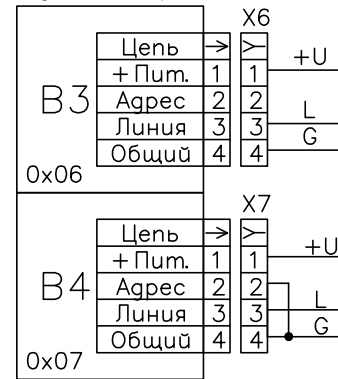 X6
Цепь
+Пит. 1 1 +U
B3 Адрес 2 2
Линия 3 3 L
Общий 4 4 G
0x06
X7
Цепь
+Пит. 1 1 +U
B4 Адрес 2 2
Линия 3 3 L
Общий 4 4 G
0x07